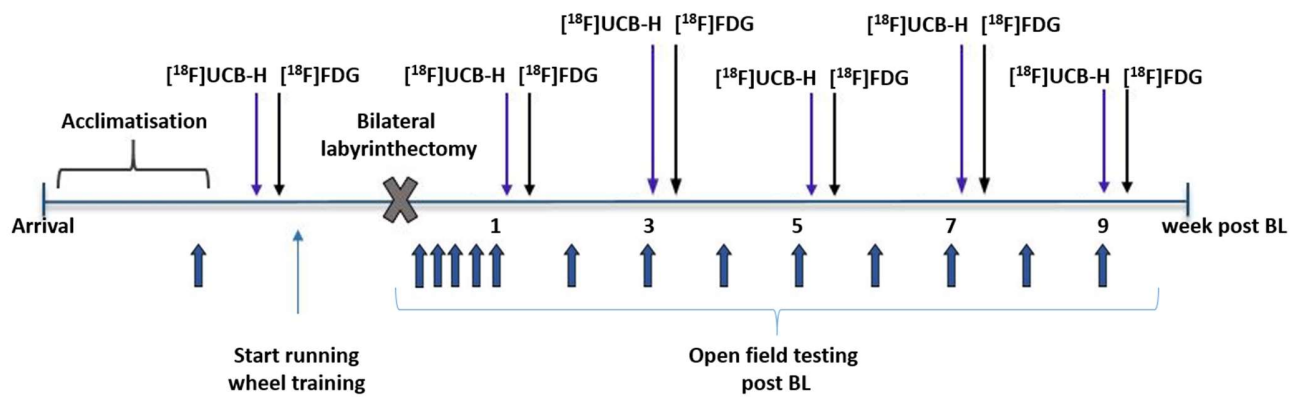 [¹⁸F]UCB-H [¹⁸F]FDG
[¹⁸F]UCB-H [¹⁸F]FDG
[¹⁸F]UCB-H [¹⁸F]FDG
[¹⁸F]UCB-H [¹⁸F]FDG
[¹⁸F]UCB-H [¹⁸F]FDG
[¹⁸F]UCB-H [¹⁸F]FDG
Acclimatisation
Bilateral
labyrinthectomy
Arrival
1
3
5
7
9
week post BL
Start running
wheel training
Open field testing
post BL